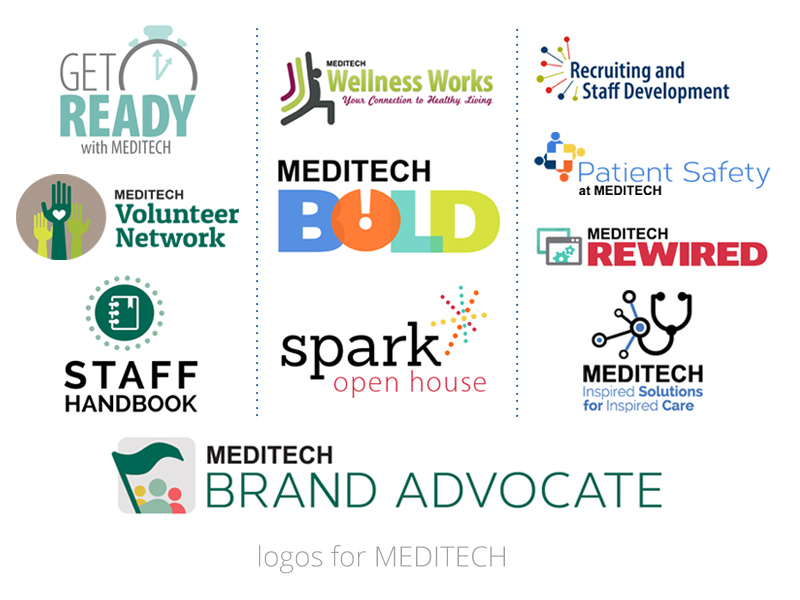 GET
READY
with MEDITECH
MEDITECH
Volunteer
Network
STAFF
HANDBOOK
MEDITECH
Wellness Works
Your Connection to Healthy Living
MEDITECH
BOLD
spark
open house
Recruiting and
Staff Development
Patient Safety
at MEDITECH
MEDITECH
REWIRED
MEDITECH
Inspired Solutions
for Inspired Care
MEDITECH
BRAND ADVOCATE
logos for MEDITECH